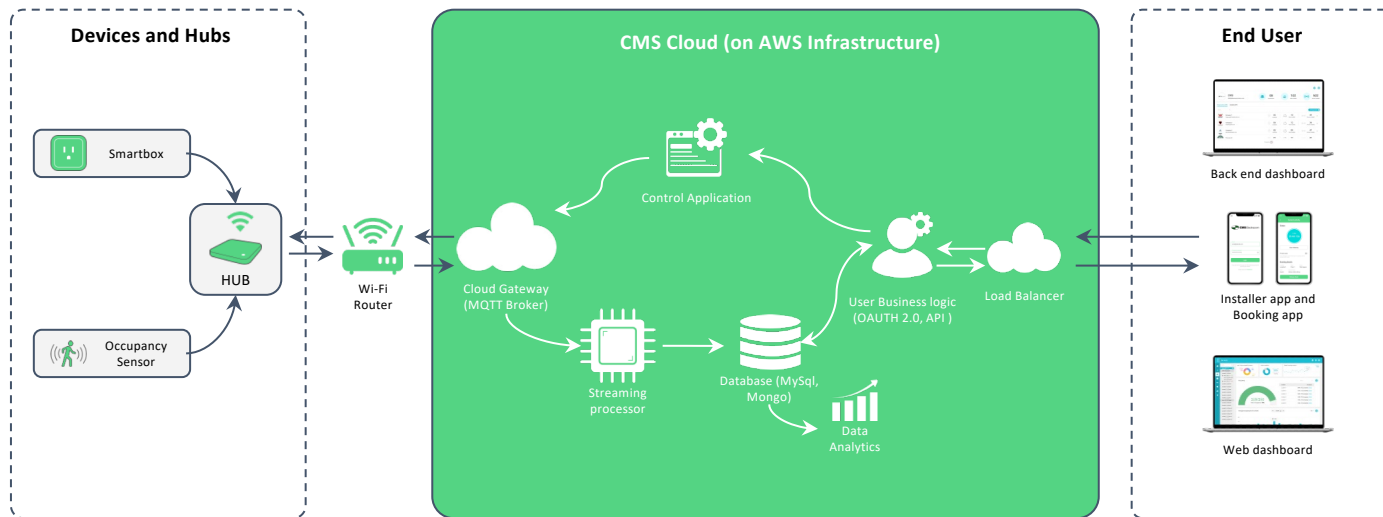 Devices and Hubs
Smartbox
HUB
Occupancy
Sensor
Wi-Fi
Router
CMS Cloud (on AWS Infrastructure)
Control Application
Cloud Gateway
(MQTT Broker)
Streaming
processor
Database (MySql,
Mongo)
Data
Analytics
User Business logic
(OAUTH 2.0, API )
Load Balancer
End User
Back end dashboard
Installer app and
Booking app
Web dashboard